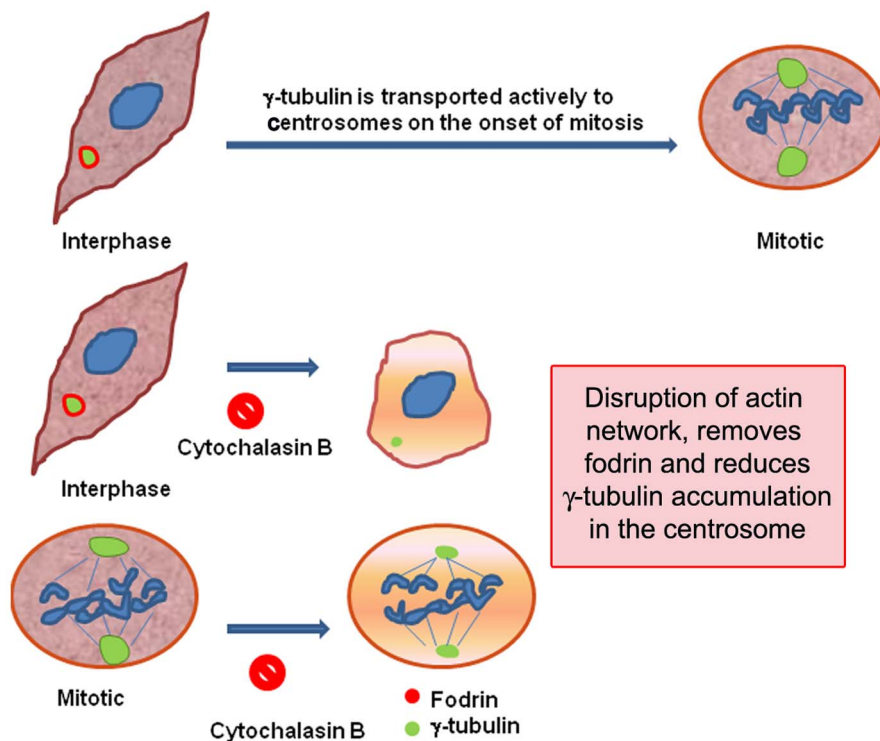 γ-tubulin is transported actively to
centrosomes on the onset of mitosis
Interphase
Mitotic
Cytochalasin B
Interphase
Disruption of actin
network, removes
fodrin and reduces
γ-tubulin accumulation
in the centrosome
Mitotic
Cytochalasin B
Fodrin
γ-tubulin